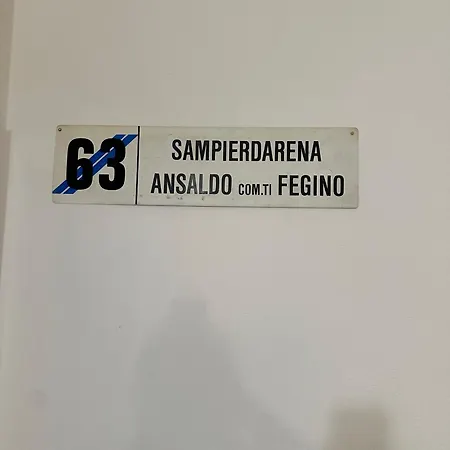 63
SAMPIERDARENA
ANSALDO COM.TI FEGINO